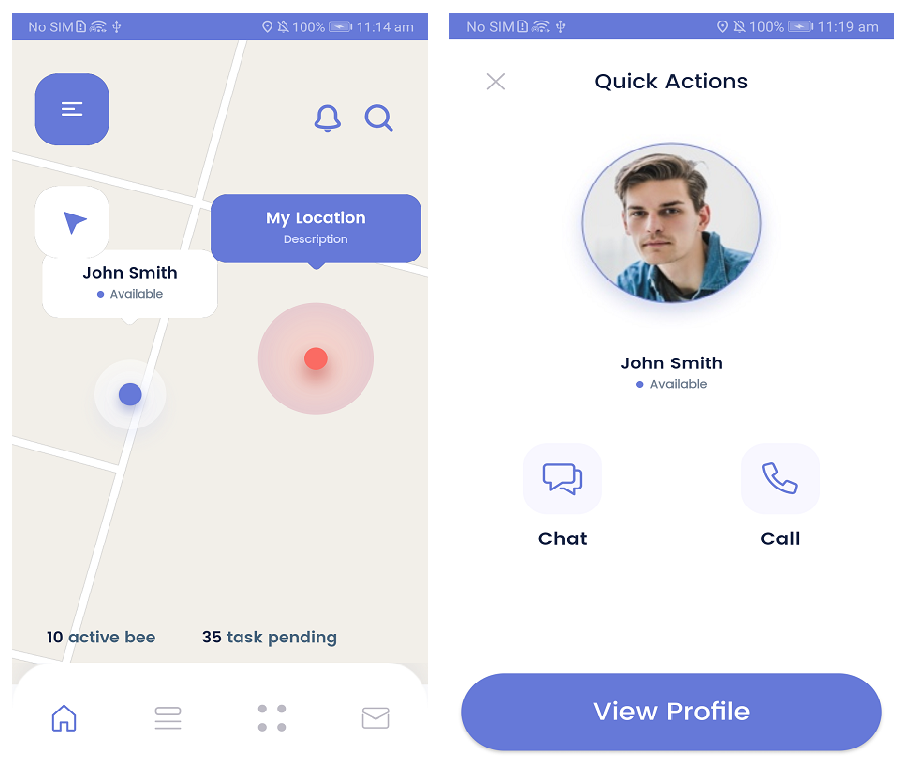 No SIM 100% 11.14 am
My Location
Description
John Smith
Available
10 active bee 35 task pending
No SIM 100% 11:19 am
Quick Actions
John Smith
Available
Chat Call
View Profile